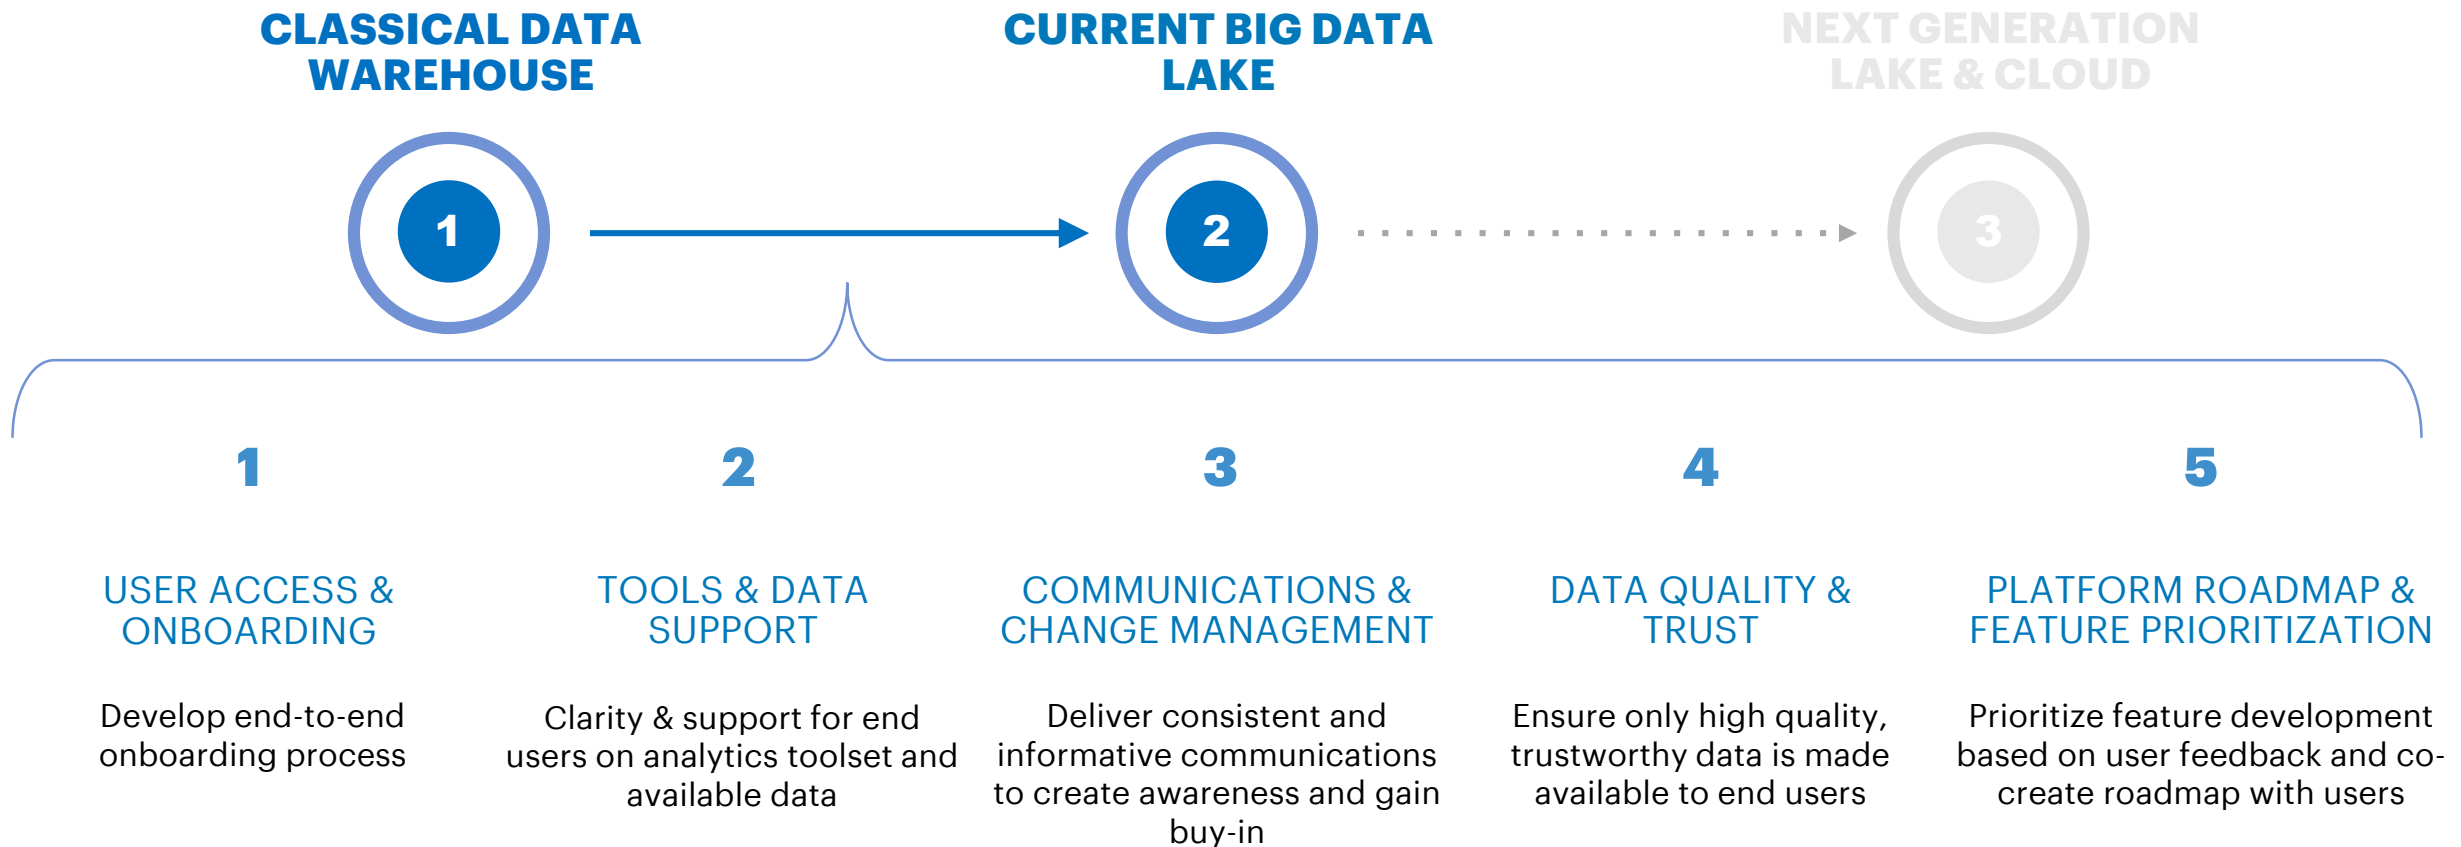 CLASSICAL DATA
WAREHOUSE
CURRENT BIG DATA
LAKE
NEXT GENERATION
LAKE & CLOUD
1
2
3
1
USER ACCESS &
ONBOARDING
Develop end-to-end
onboarding process
2
TOOLS & DATA
SUPPORT
Clarity & support for end
users on analytics toolset and
available data
3
COMMUNICATIONS &
CHANGE MANAGEMENT
Deliver consistent and
informative communications
to create awareness and gain
buy-in
4
DATA QUALITY &
TRUST
Ensure only high quality,
trustworthy data is made
available to end users
5
PLATFORM ROADMAP &
FEATURE PRIORITIZATION
Prioritize feature development
based on user feedback and co-
create roadmap with users